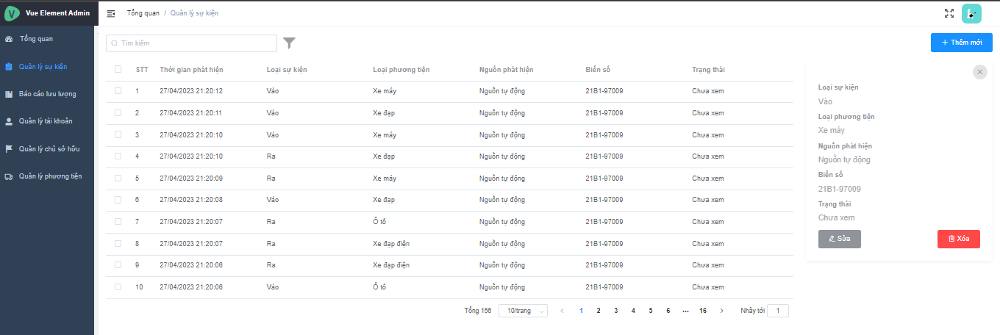 Vue Element Admin
Tổng quan / Quản lý sự kiện
Tổng quan
Quản lý sự kiện
Báo cáo lưu lượng
Quản lý tài khoản
Quản lý chủ sở hữu
Quản lý phương tiện
Tìm kiếm
Thêm mới
STT Thời gian phát hiện Loại sự kiện Loại phương tiện Nguồn phát hiện Biển số Trạng thái
1 27/04/2023 21:20:12 Vào Xe máy Nguồn tự động 21B1-97009 Chưa xem
2 27/04/2023 21:20:11 Vào Xe đạp Nguồn tự động 21B1-97009 Chưa xem
3 27/04/2023 21:20:10 Vào Xe máy Nguồn tự động 21B1-97009 Chưa xem
4 27/04/2023 21:20:10 Ra Xe đạp Nguồn tự động 21B1-97009 Chưa xem
5 27/04/2023 21:20:09 Ra Xe máy Nguồn tự động 21B1-97009 Chưa xem
6 27/04/2023 21:20:08 Vào Xe đạp Nguồn tự động 21B1-97009 Chưa xem
7 27/04/2023 21:20:07 Ra Ô tô Nguồn tự động 21B1-97009 Chưa xem
8 27/04/2023 21:20:07 Ra Xe đạp điện Nguồn tự động 21B1-97009 Chưa xem
9 27/04/2023 21:20:06 Ra Xe đạp điện Nguồn tự động 21B1-97009 Chưa xem
10 27/04/2023 21:20:06 Vào Ô tô Nguồn tự động 21B1-97009 Chưa xem
Tổng 156 10/trang 1 2 3 4 5 6 ••• 16 Nhảy tới 1
Loại sự kiện
Vào
Loại phương tiện
Xe máy
Nguồn phát hiện
Nguồn tự động
Biển số
21B1-97009
Trạng thái
Chưa xem
Sửa Xóa